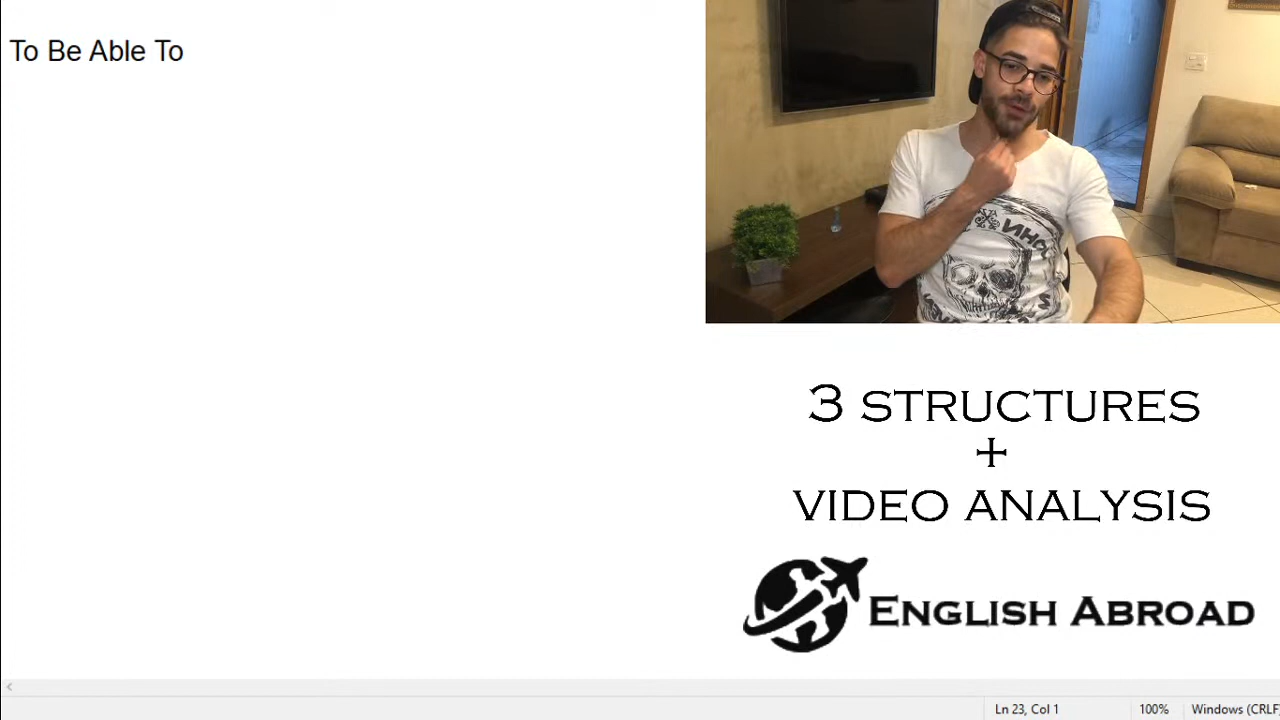 To Be Able To
3 STRUCTURES
+
VIDEO ANALYSIS
ENGLISH ABROAD
Ln 23, Col 1
100%
Windows (CRLF